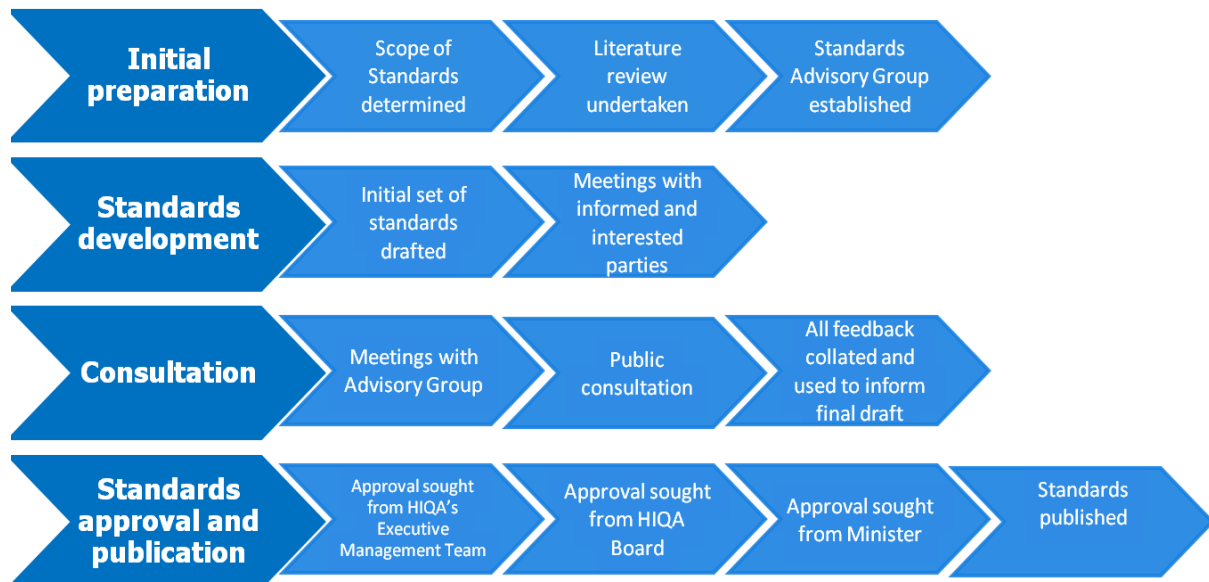 Initial
preparation
Scope of
Standards
determined
Literature
review
undertaken
Standards
Advisory Group
established
Standards
development
Initial set of
standards
drafted
Meetings with
informed and
interested
parties
Consultation
Meetings with
Advisory Group
Public
consultation
All feedback
collated and
used to inform
final draft
Standards
approval and
publication
Approval sought
from HIQA's
Executive
Management Team
Approval sought
from HIQA
Board
Approval sought
from Minister
Standards
published